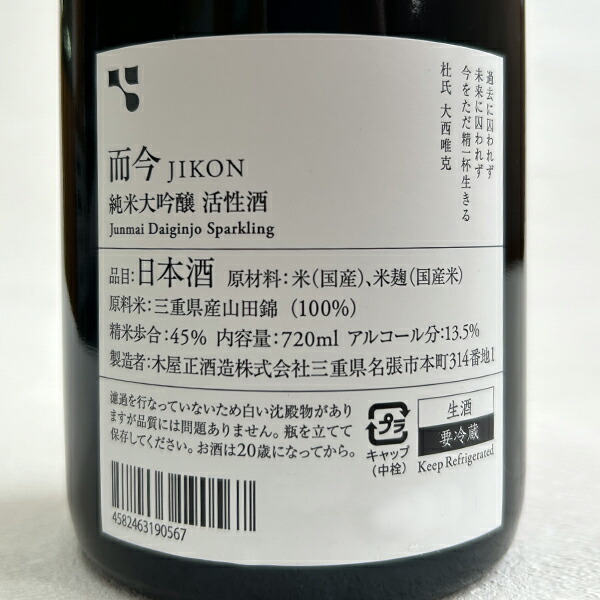 過去に囚われず
未来に囚われず
今をただ精一杯生きる
杜氏 大西唯克
而今 JIKON
純米大吟醸 活性酒
Junmai Daiginjo Sparkling
品目:日本酒 原材料:米(国産)、米麹(国産米)
原料米:三重県産山田錦 (100%)
精米歩合:45% 内容量:720ml アルコール分:13.5%
製造者:木屋正酒造株式会社三重県名張市本町314番地1
濾過を行なっていないため白い沈殿物があり
ますが品質には問題ありません。瓶を立てて
保存してください。お酒は20歳になってから。
プラ
キャップ
(中栓)
生酒
要冷蔵
Keep Refrigerated
4582463190567